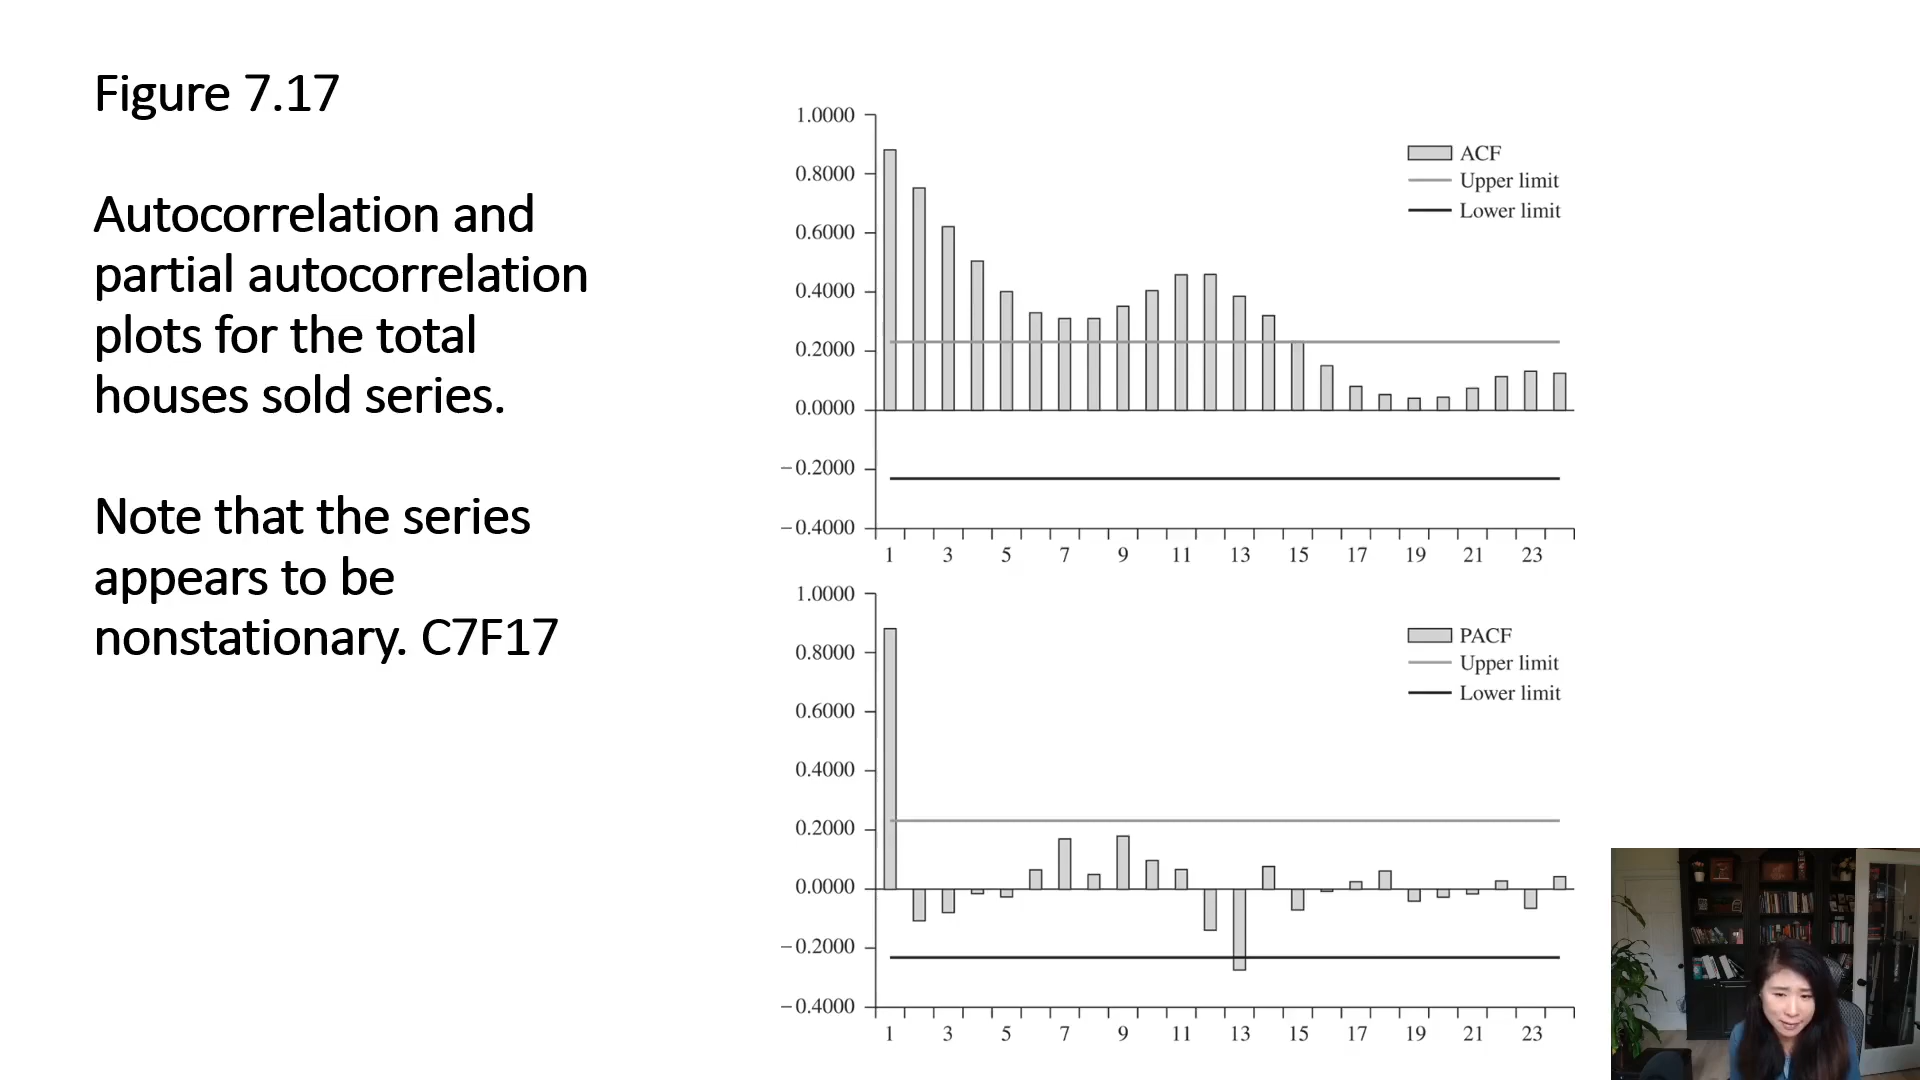 Figure 7.17
Autocorrelation and
partial autocorrelation
plots for the total
houses sold series.
Note that the series
appears to be
nonstationary. C7F17
1.0000
0.8000
0.6000
0.4000
0.2000
0.0000
−0.2000
−0.4000
ACF
Upper limit
Lower limit
1 3 5 7 9 11 13 15 17 19 21 23
1.0000
0.8000
0.6000
0.4000
0.2000
0.0000
−0.2000
−0.4000
PACF
Upper limit
Lower limit
1 3 5 7 9 11 13 15 17 19 21 23